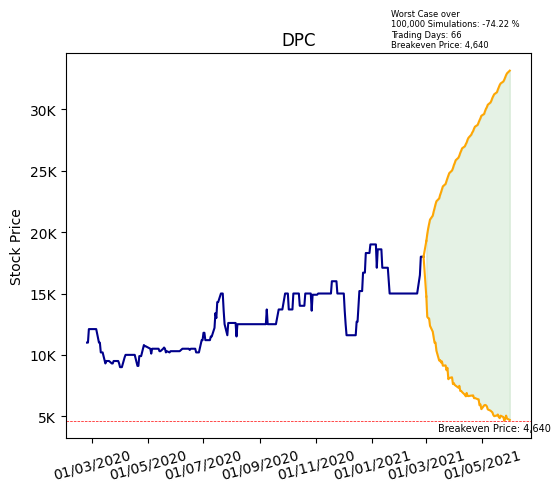 Worst Case over
100,000 Simulations: -74.22 %
Trading Days: 66
Breakeven Price: 4,640
DPC
Stock Price
30K
25K
20K
15K
10K
5K
Breakeven Price: 4,640
01/03/2020 01/05/2020 01/07/2020 01/09/2020 01/11/2020 01/01/2021 01/03/2021 01/05/2021